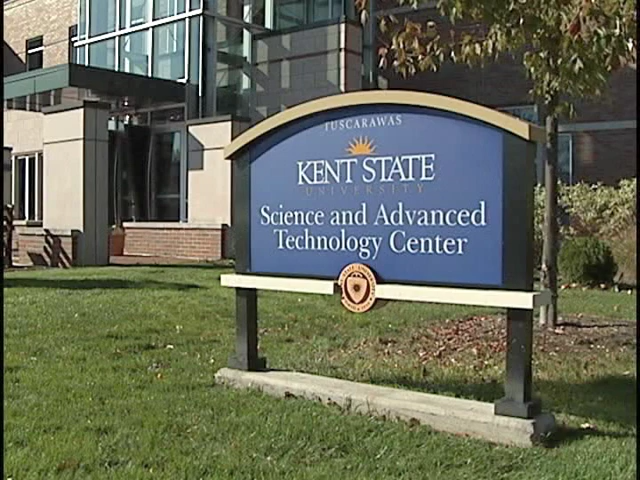 TUSCARAWAS
KENT STATE
UNIVERSITY
Science and Advanced
Technology Center